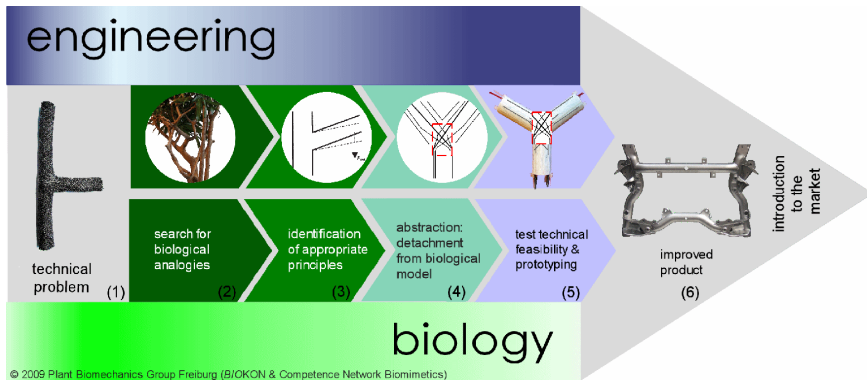 engineering
technical
problem
(1)
search for
biological
analogies
(2)
identification
of appropriate
principles
(3)
abstraction:
detachment
from biological
model
(4)
test technical
feasibility &
prototyping
(5)
improved
product
(6)
introduction
to the
market
biology
© 2009 Plant Biomechanics Group Freiburg (BIOKON & Competence Network Biomimetics)